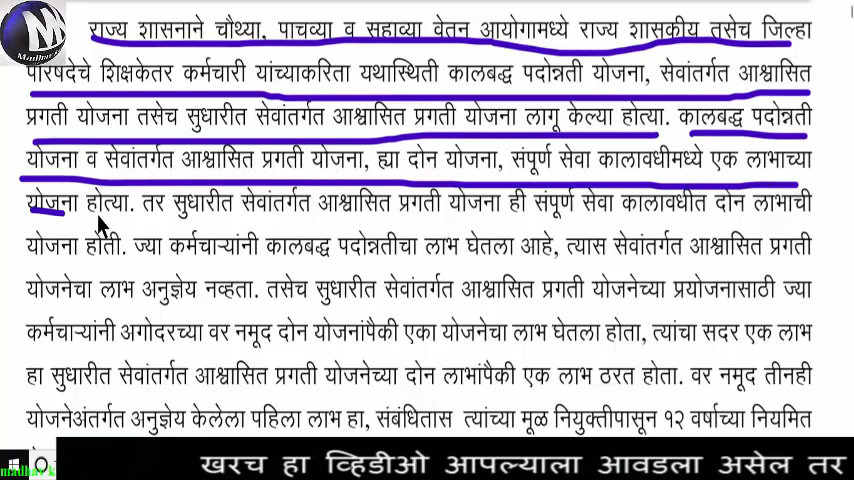 राज्य शासनाने चौथ्या, पाचव्या व सहाव्या वेतन आयोगामध्ये राज्य शासकीय तसेच जिल्हा
परिषदेचे शिक्षकेतर कर्मचारी यांच्याकरिता यथास्थिती कालबद्ध पदोन्नती योजना, सेवांतर्गत आश्वासित
प्रगती योजना तसेच सुधारीत सेवांतर्गत आश्वासित प्रगती योजना लागू केल्या होत्या. कालबद्ध पदोन्नती
योजना व सेवांतर्गत आश्वासित प्रगती योजना, ह्या दोन योजना, संपूर्ण सेवा कालावधीमध्ये एक लाभाच्या
योजना होत्या. तर सुधारीत सेवांतर्गत आश्वासित प्रगती योजना ही संपूर्ण सेवा कालावधीत दोन लाभाची
योजना होती. ज्या कर्मचाऱ्यांनी कालबद्ध पदोन्नतीचा लाभ घेतला आहे, त्यास सेवांतर्गत आश्वासित प्रगती
योजनेचा लाभ अनुज्ञेय नव्हता. तसेच सुधारीत सेवांतर्गत आश्वासित प्रगती योजनेच्या प्रयोजनासाठी ज्या
कर्मचाऱ्यांनी अगोदरच्या वर नमूद दोन योजनांपैकी एका योजनेचा लाभ घेतला होता, त्यांचा सदर एक लाभ
हा सुधारीत सेवांतर्गत आश्वासित प्रगती योजनेच्या दोन लाभांपैकी एक लाभ ठरत होता. वर नमूद तीनही
योजनेअंतर्गत अनुज्ञेय केलेला पहिला लाभ हा, संबंधितास त्यांच्या मूळ नियुक्तीपासून १२ वर्षाच्या नियमित
madhav k
खरच हा व्हिडीओ आपल्याला आवडला असेल तर